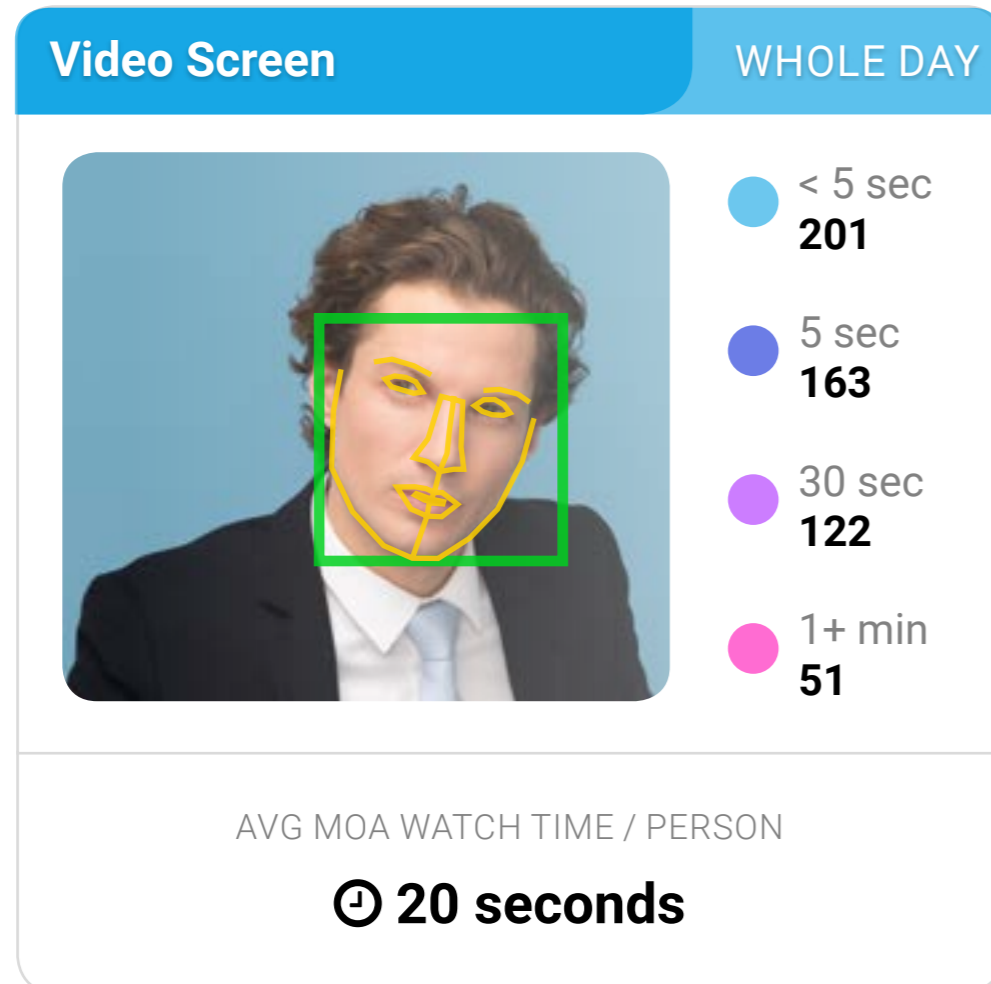 Video Screen
WHOLE DAY
< 5 sec
201
5 sec
163
30 sec
122
1+ min
51
AVG MOA WATCH TIME / PERSON
20 seconds